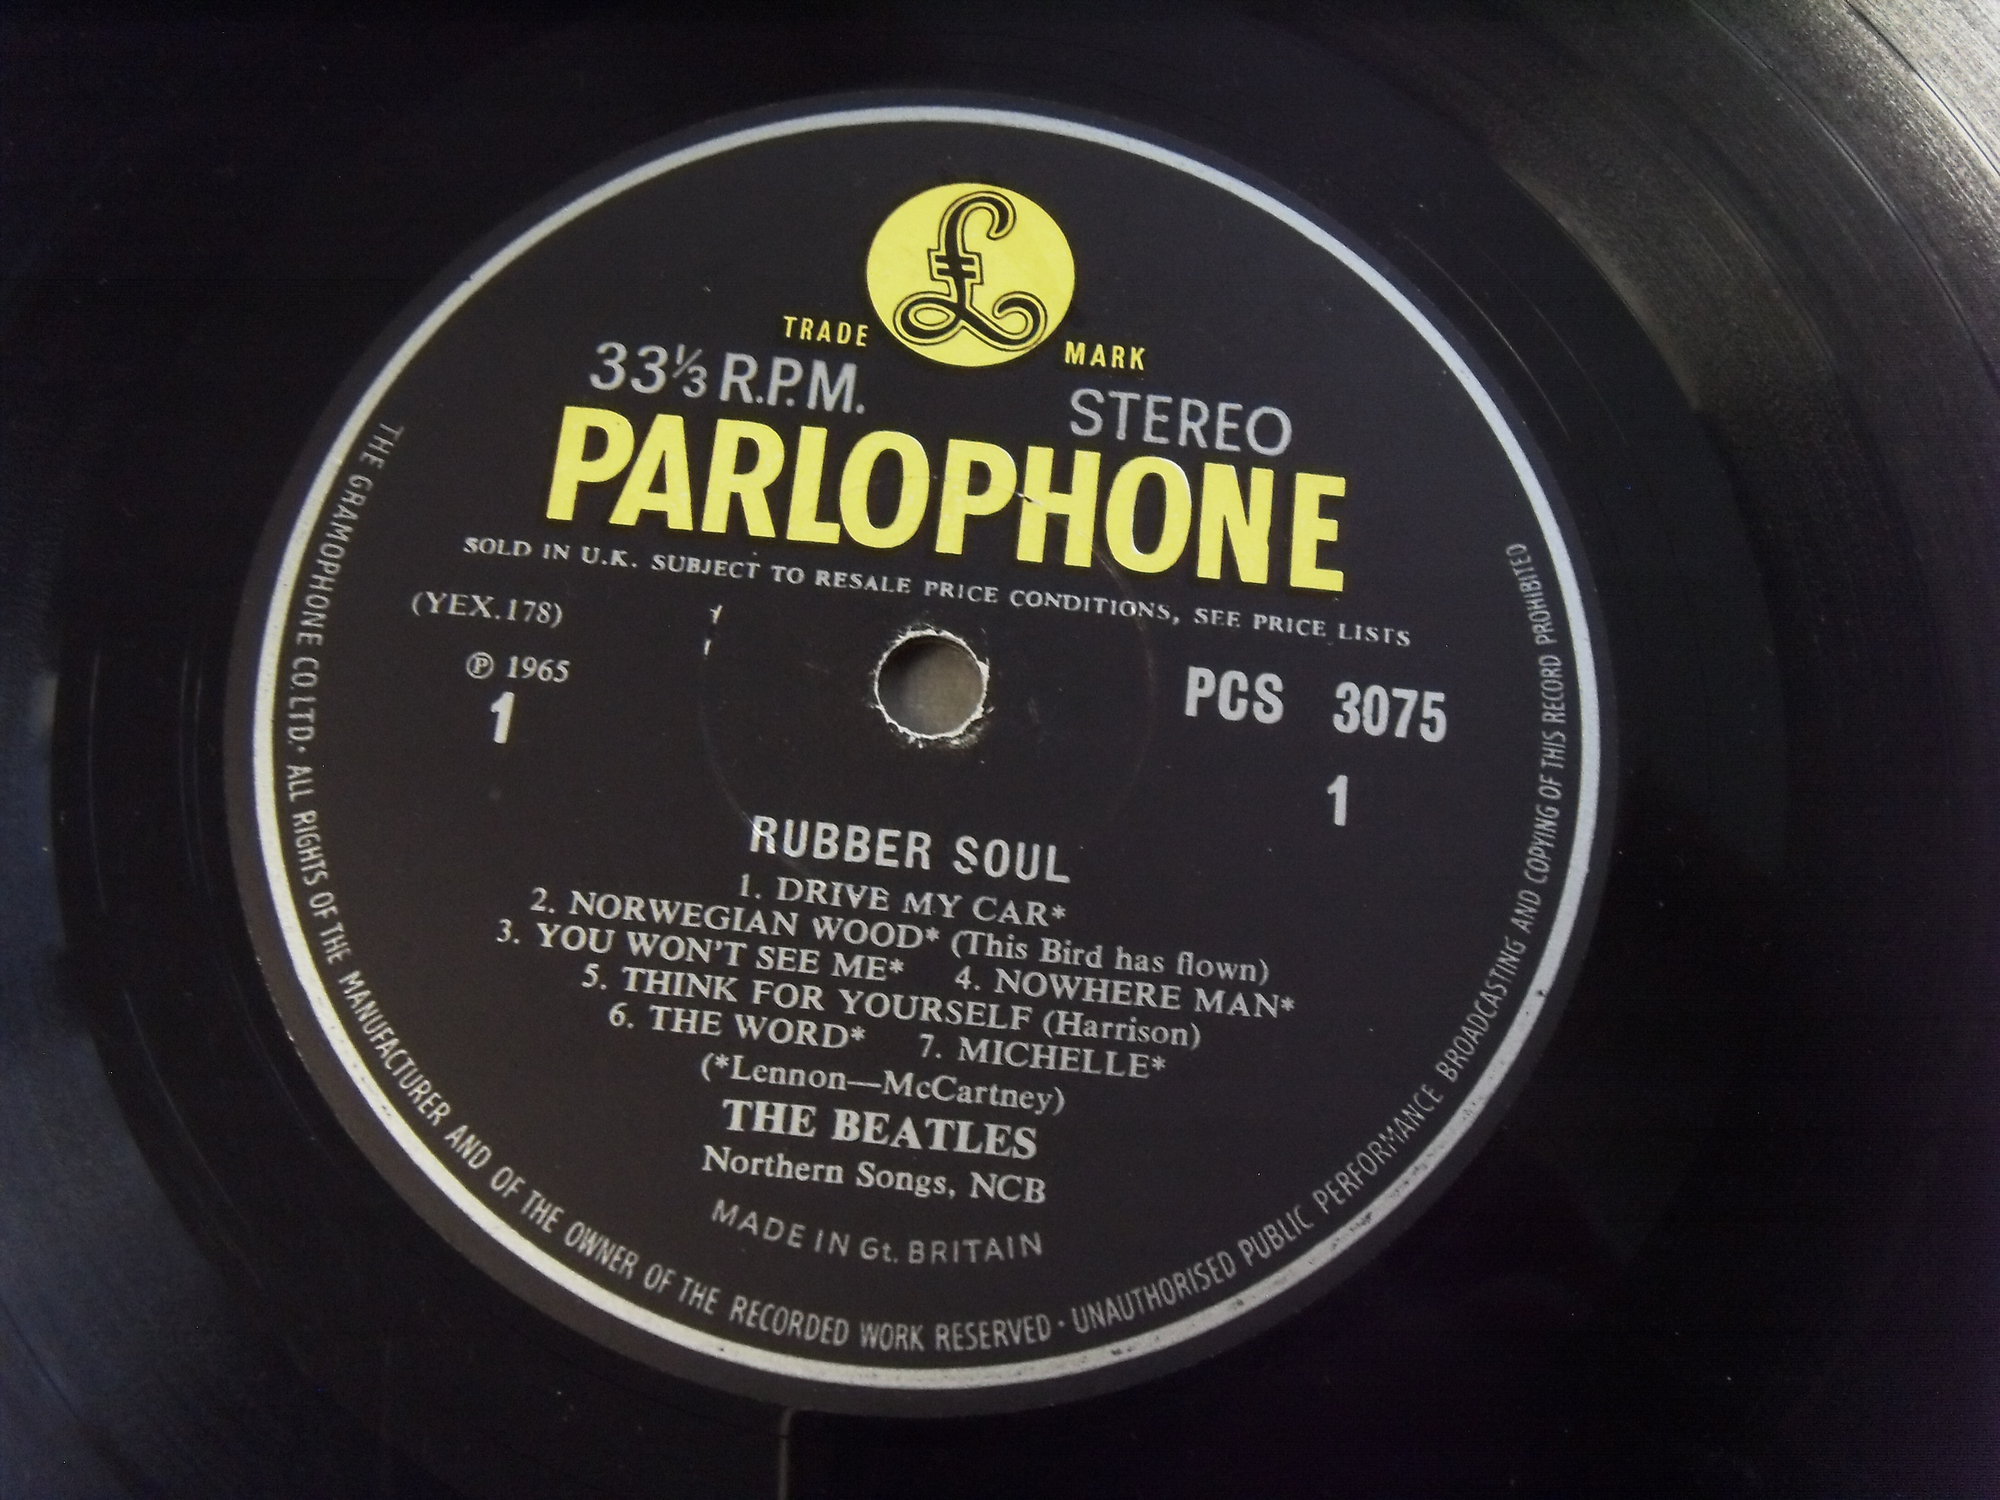 £
TRADE MARK
33⅓ R.P.M. STEREO
PARLOPHONE
SOLD IN U.K. SUBJECT TO RESALE PRICE CONDITIONS, SEE PRICE LISTS
(YEX.178)
℗ 1965
1
PCS 3075
1
RUBBER SOUL
1. DRIVE MY CAR*
2. NORWEGIAN WOOD* (This Bird has flown)
3. YOU WON'T SEE ME* 4. NOWHERE MAN*
5. THINK FOR YOURSELF (Harrison)
6. THE WORD* 7. MICHELLE*
(*Lennon—McCartney)
THE BEATLES
Northern Songs, NCB
MADE IN Gt. BRITAIN
THE GRAMOPHONE CO. LTD. · ALL RIGHTS OF THE MANUFACTURER AND OF THE OWNER OF THE RECORDED WORK RESERVED · UNAUTHORISED PUBLIC PERFORMANCE BROADCASTING AND COPYING OF THIS RECORD PROHIBITED